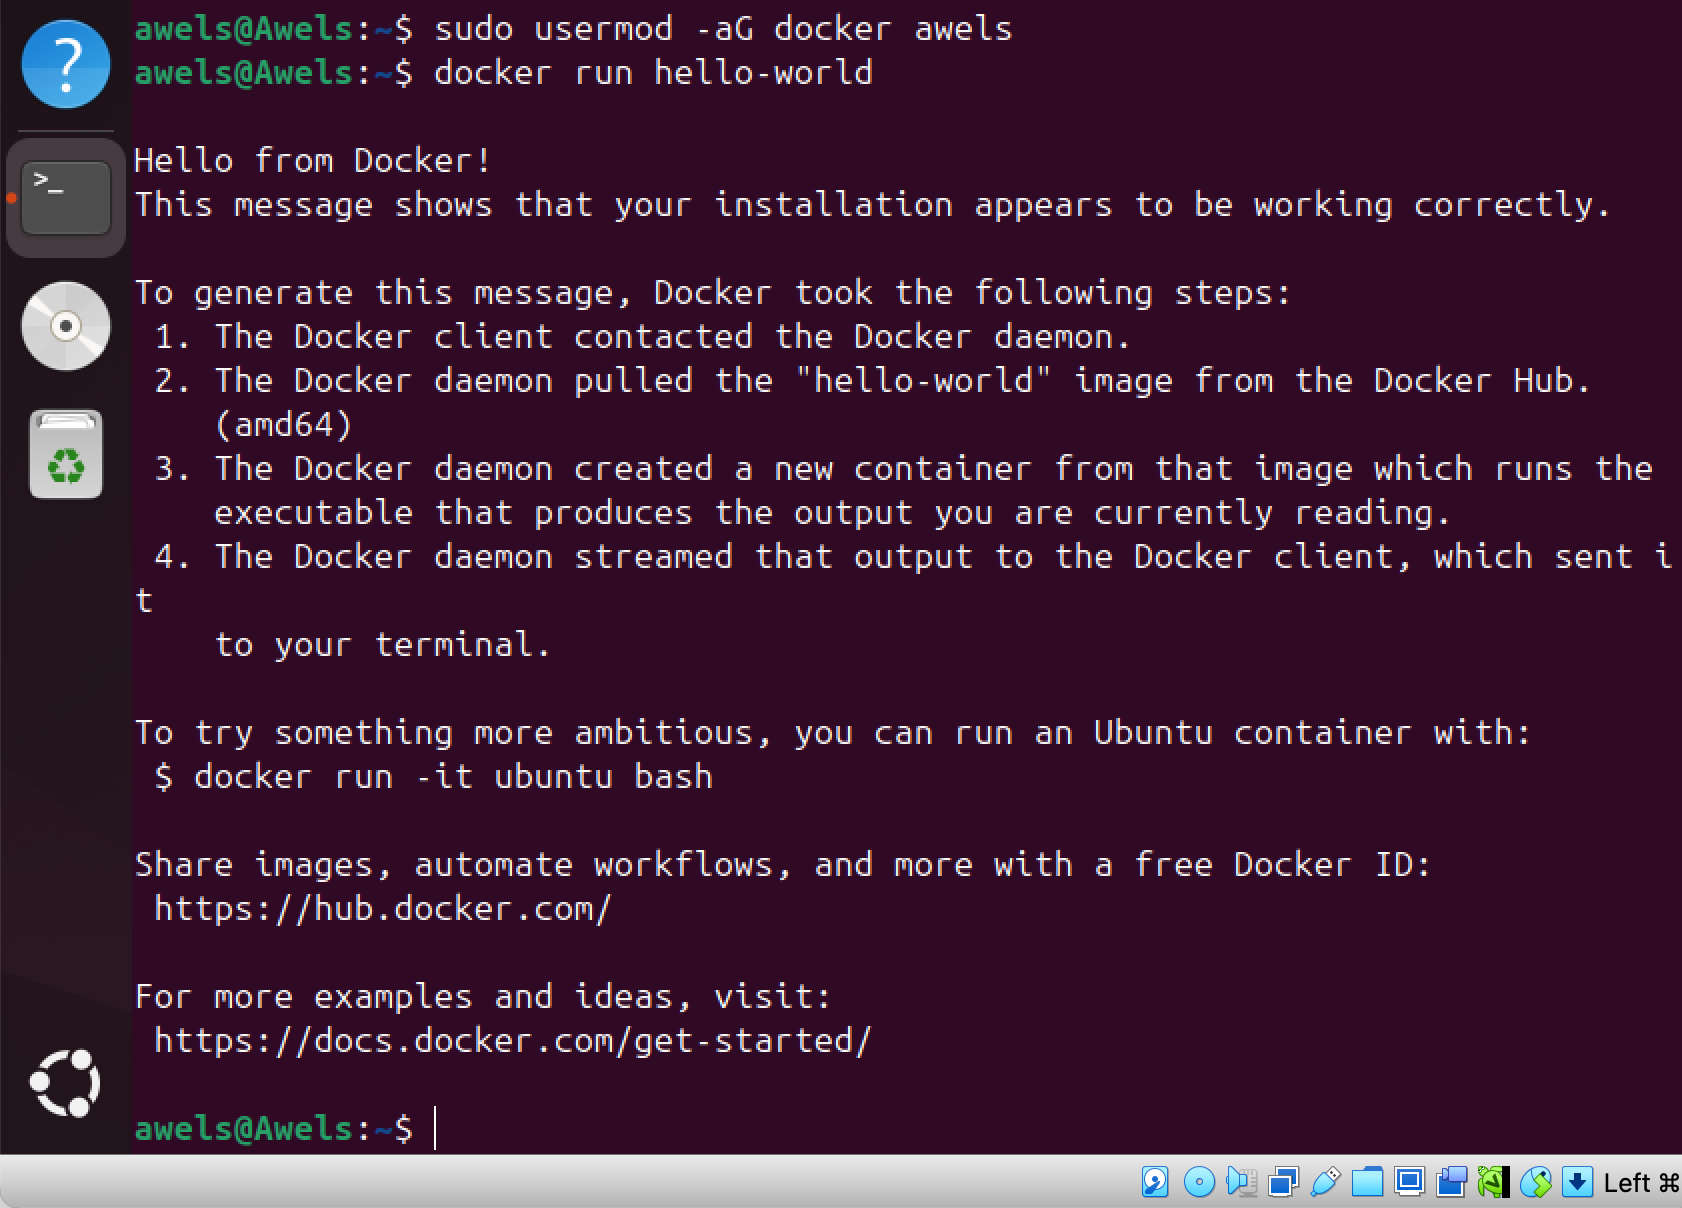 awels@Awels:~$ sudo usermod -aG docker awels
awels@Awels:~$ docker run hello-world
Hello from Docker!
This message shows that your installation appears to be working correctly.
To generate this message, Docker took the following steps:
 1. The Docker client contacted the Docker daemon.
 2. The Docker daemon pulled the "hello-world" image from the Docker Hub.
    (amd64)
 3. The Docker daemon created a new container from that image which runs the
    executable that produces the output you are currently reading.
 4. The Docker daemon streamed that output to the Docker client, which sent i
t
    to your terminal.
To try something more ambitious, you can run an Ubuntu container with:
 $ docker run -it ubuntu bash
Share images, automate workflows, and more with a free Docker ID:
 https://hub.docker.com/
For more examples and ideas, visit:
 https://docs.docker.com/get-started/
awels@Awels:~$
Left ⌘